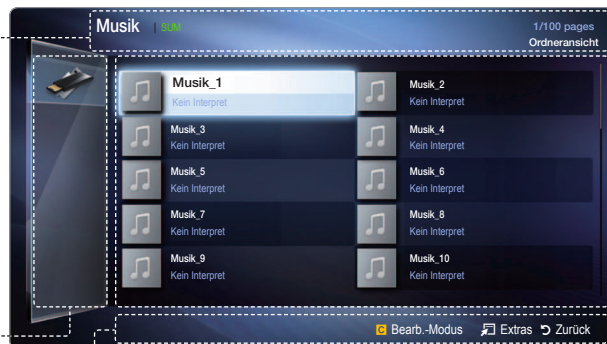 Musik | SUM
1/100 pages
Ordneransicht
Musik_1
Kein Interpret
Musik_2
Kein Interpret
Musik_3
Kein Interpret
Musik_4
Kein Interpret
Musik_5
Kein Interpret
Musik_6
Kein Interpret
Musik_7
Kein Interpret
Musik_8
Kein Interpret
Musik_9
Kein Interpret
Musik_10
Kein Interpret
C Bearb.-Modus Extras Zurück